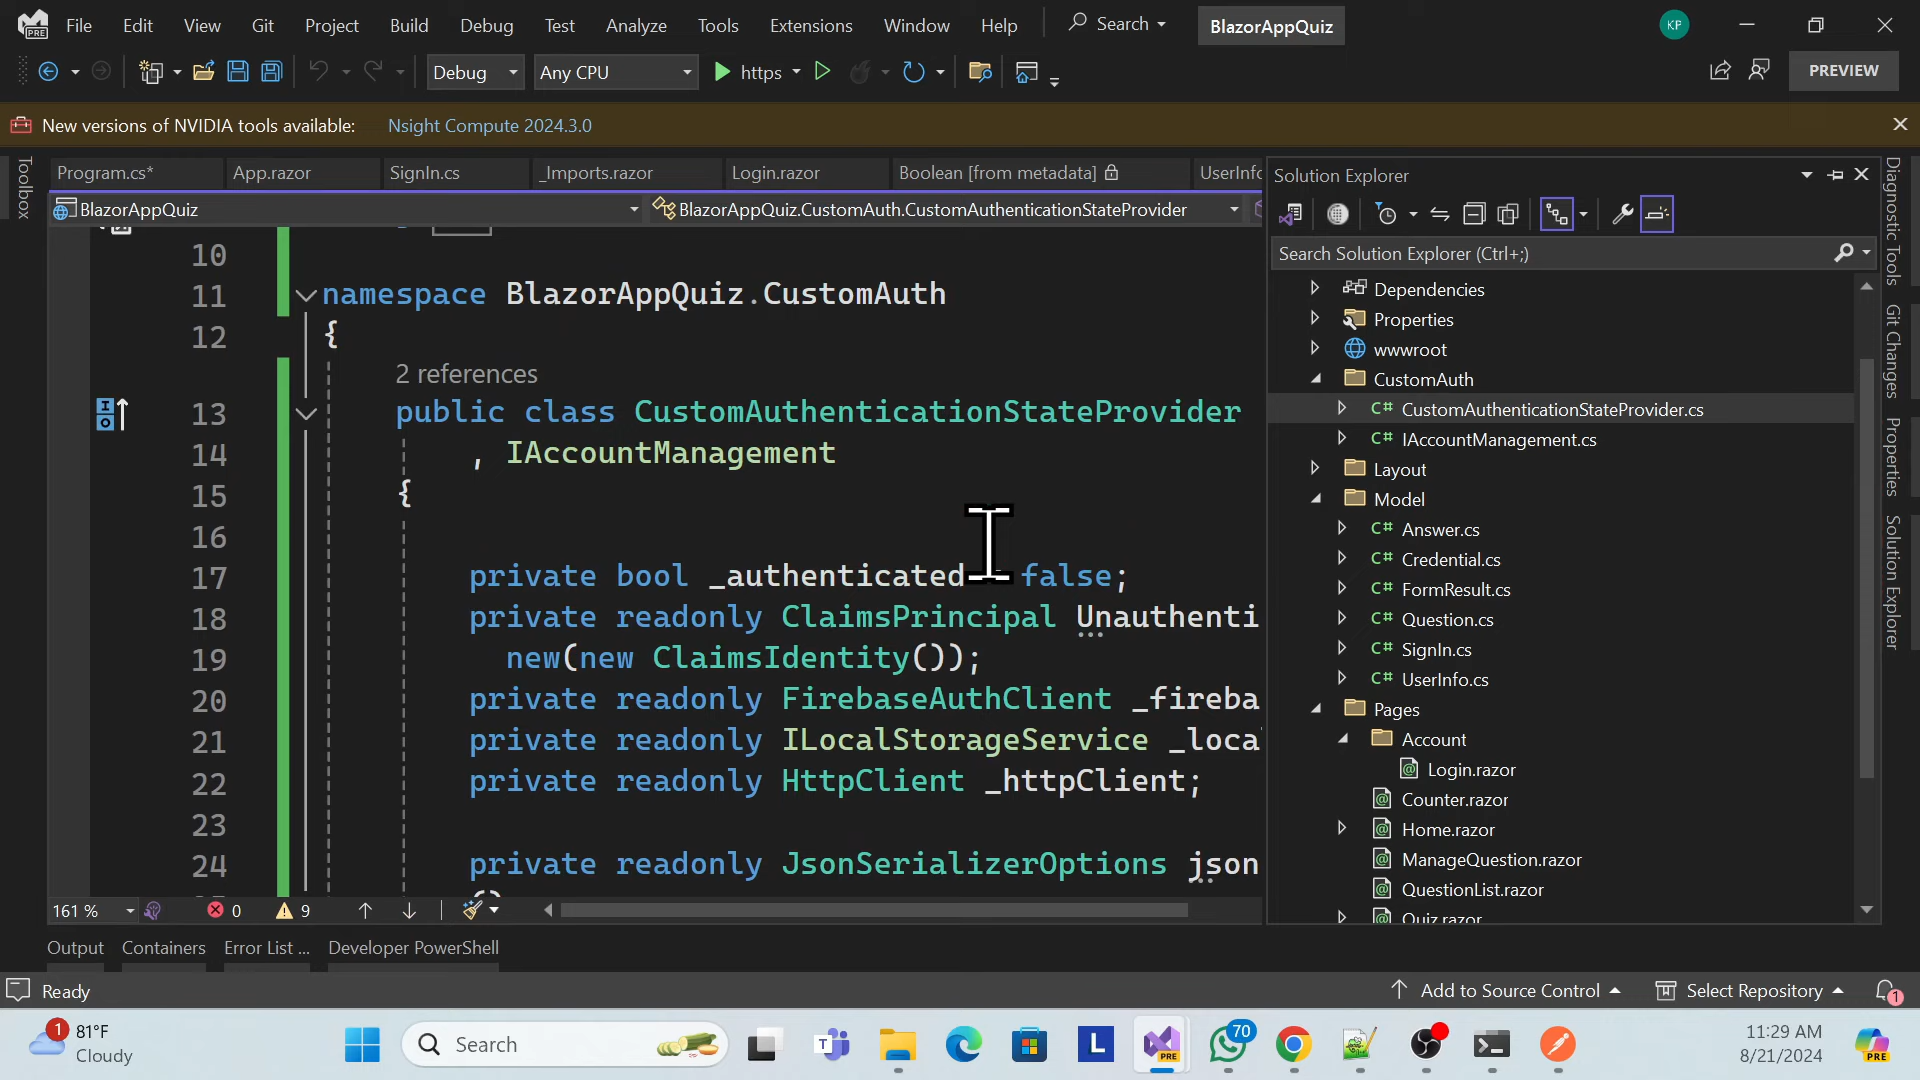 File Edit View Git Project Build Debug Test Analyze Tools Extensions Window Help Search BlazorAppQuiz KP
Debug Any CPU https PREVIEW
New versions of NVIDIA tools available: Nsight Compute 2024.3.0
Toolbox
Program.cs* App.razor SignIn.cs _Imports.razor Login.razor Boolean [from metadata] UserInfo
BlazorAppQuiz BlazorAppQuiz.CustomAuth.CustomAuthenticationStateProvider
10
11 namespace BlazorAppQuiz.CustomAuth
12 {
2 references
13 public class CustomAuthenticationStateProvider
14 , IAccountManagement
15 {
16
17 private bool _authenticated false;
18 private readonly ClaimsPrincipal Unauthenti
19 new(new ClaimsIdentity());
20 private readonly FirebaseAuthClient _fireba
21 private readonly ILocalStorageService _loca
22 private readonly HttpClient _httpClient;
23
24 private readonly JsonSerializerOptions json
161 % 0 9
Solution Explorer
Search Solution Explorer (Ctrl+;)
Dependencies
Properties
wwwroot
CustomAuth
C# CustomAuthenticationStateProvider.cs
C# IAccountManagement.cs
Layout
Model
C# Answer.cs
C# Credential.cs
C# FormResult.cs
C# Question.cs
C# SignIn.cs
C# UserInfo.cs
Pages
Account
Login.razor
Counter.razor
Home.razor
ManageQuestion.razor
QuestionList.razor
Quiz.razor
Diagnostic Tools
Git Changes
Properties
Solution Explorer
Output Containers Error List ... Developer PowerShell
Ready Add to Source Control Select Repository 1
1 81°F
Cloudy
Search
PRE
70
11:29 AM
8/21/2024
PRE